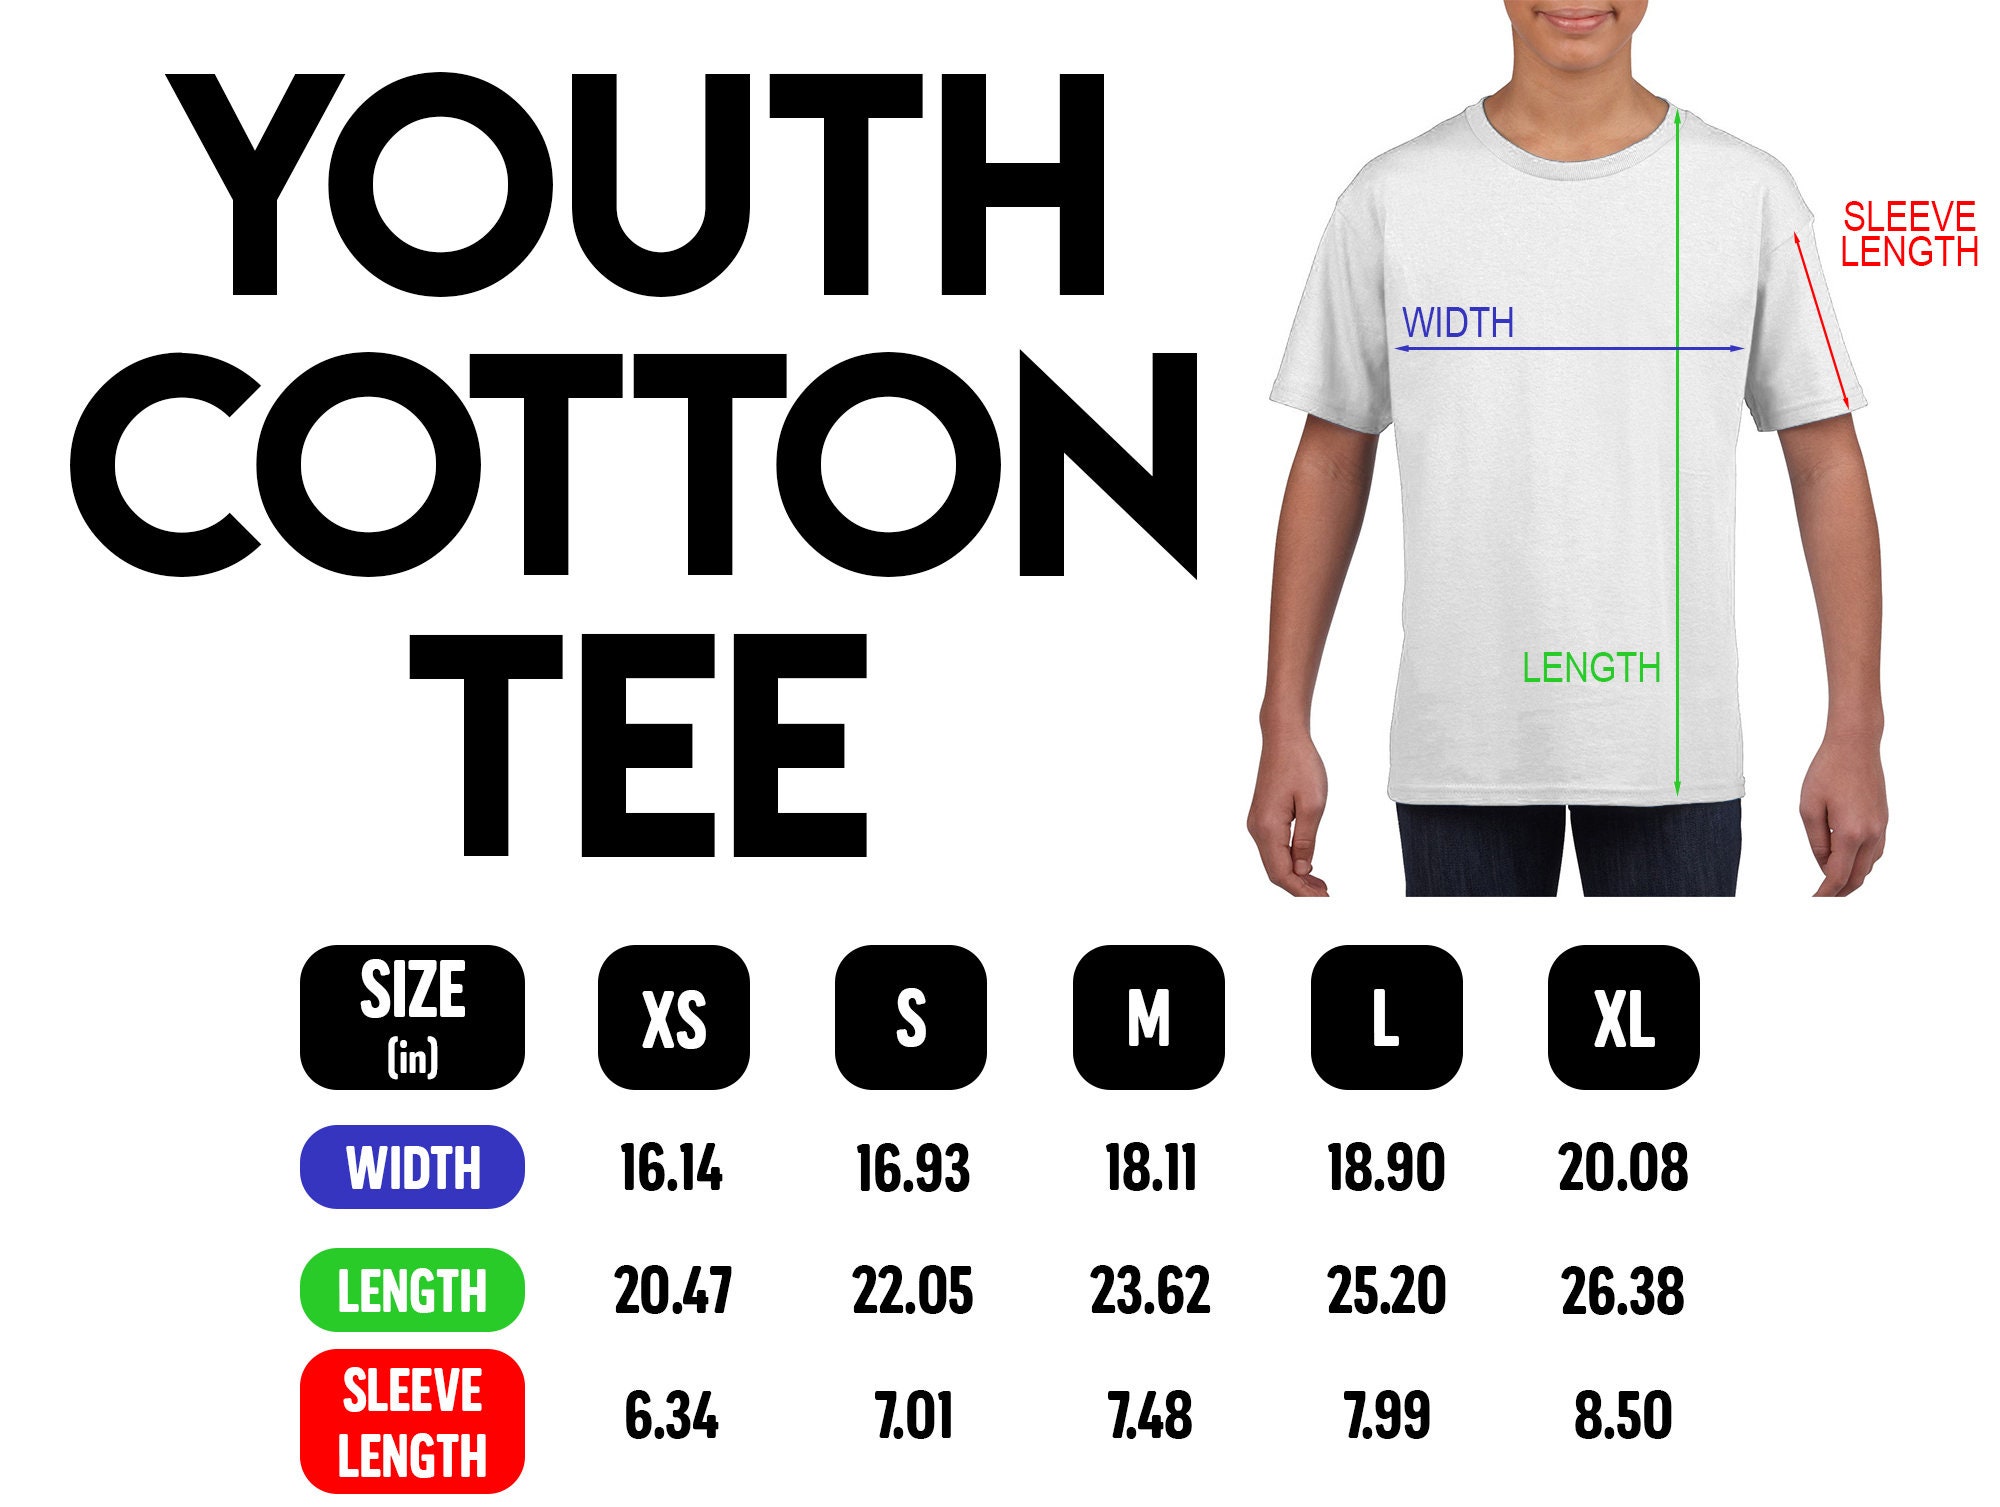 YOUTH
COTTON
TEE
SLEEVE
LENGTH
WIDTH
LENGTH
SIZE XS S M L XL
(in)
WIDTH 16.14 16.93 18.11 18.90 20.08
LENGTH 20.47 22.05 23.62 25.20 26.38
SLEEVE
LENGTH 6.34 7.01 7.48 7.99 8.50